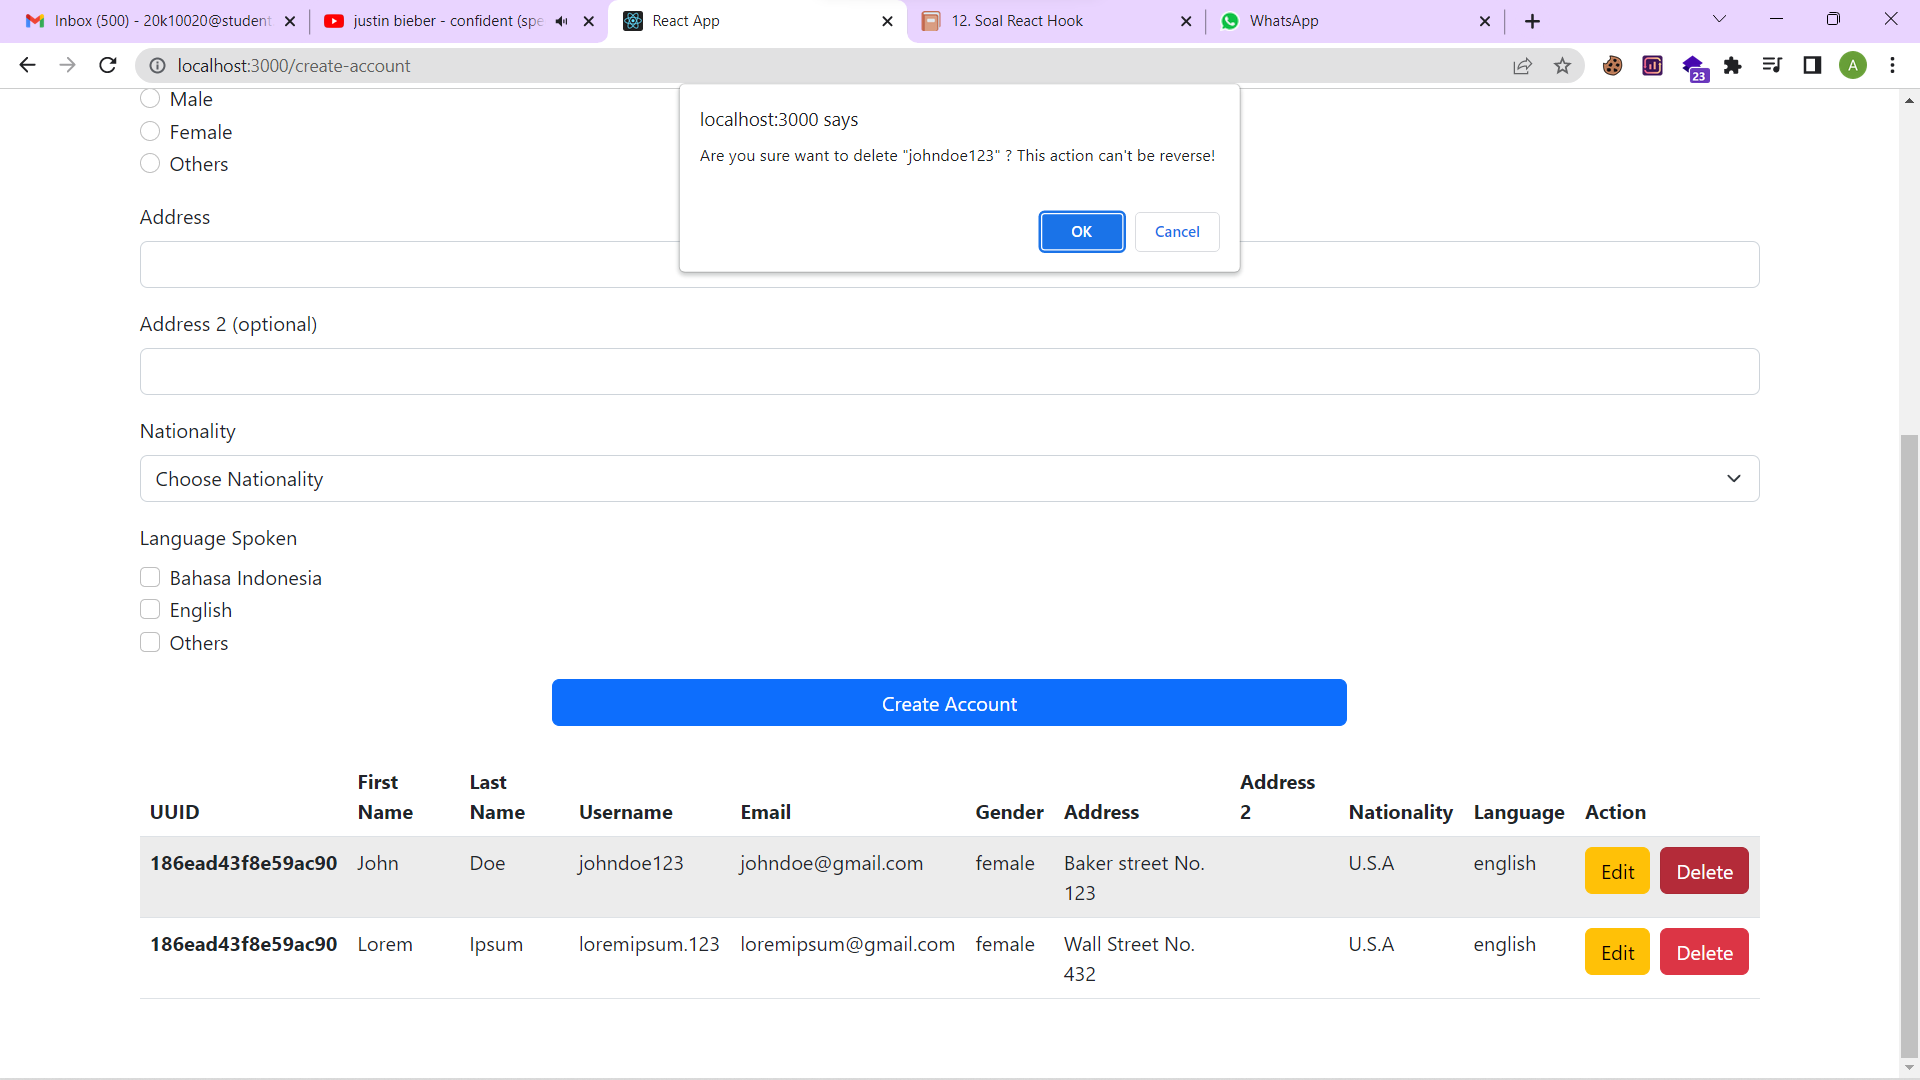 Inbox (500) - 20k10020@student
justin bieber - confident (spe
React App
12. Soal React Hook
WhatsApp
localhost:3000/create-account
23
A
localhost:3000 says
Are you sure want to delete "johndoe123" ? This action can't be reverse!
OK
Cancel
Male
Female
Others
Address
Address 2 (optional)
Nationality
Choose Nationality
Language Spoken
Bahasa Indonesia
English
Others
Create Account
UUID First Name Last Name Username Email Gender Address Address 2 Nationality Language Action
186ead43f8e59ac90 John Doe johndoe123 johndoe@gmail.com female Baker street No. 123 U.S.A english Edit Delete
186ead43f8e59ac90 Lorem Ipsum loremipsum.123 loremipsum@gmail.com female Wall Street No. 432 U.S.A english Edit Delete